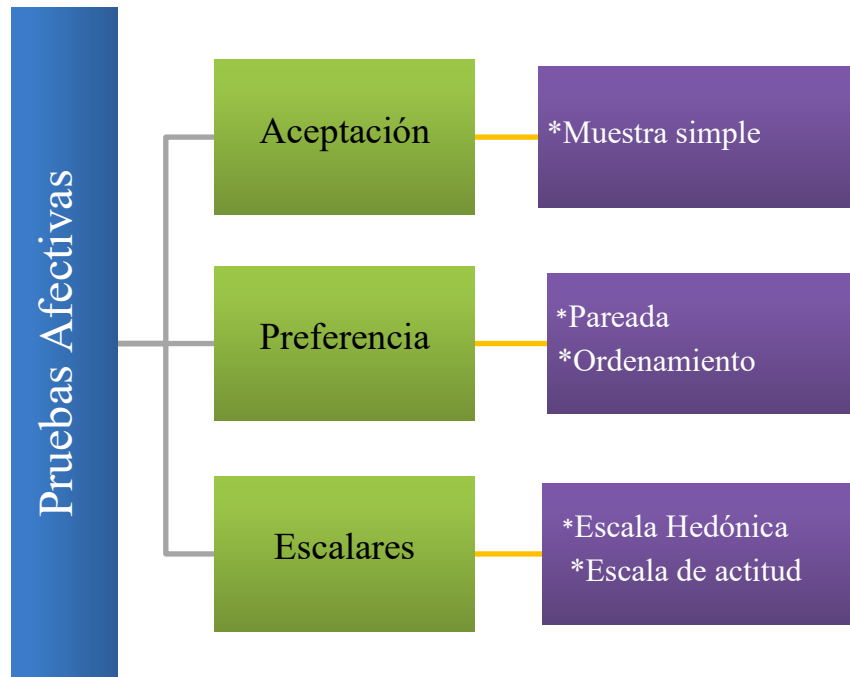 Pruebas Afectivas
Aceptación
*Muestra simple
Preferencia
*Pareada
*Ordenamiento
Escalares
*Escala Hedónica
*Escala de actitud